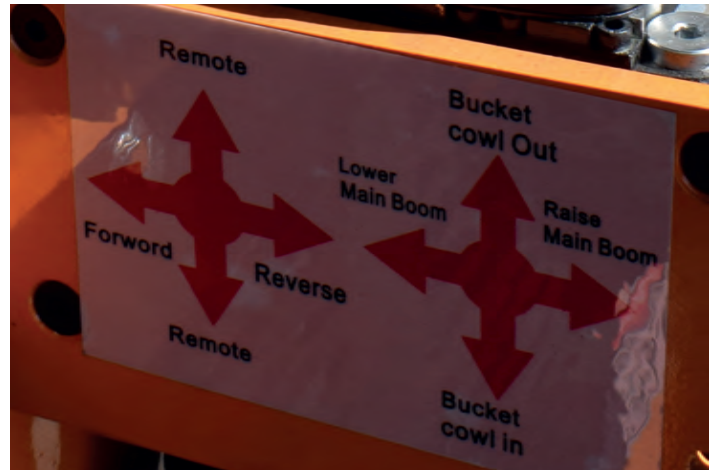 Remote
Forword
Reverse
Remote
Bucket
cowl Out
Lower
Main Boom
Raise
Main Boom
Bucket
cowl in